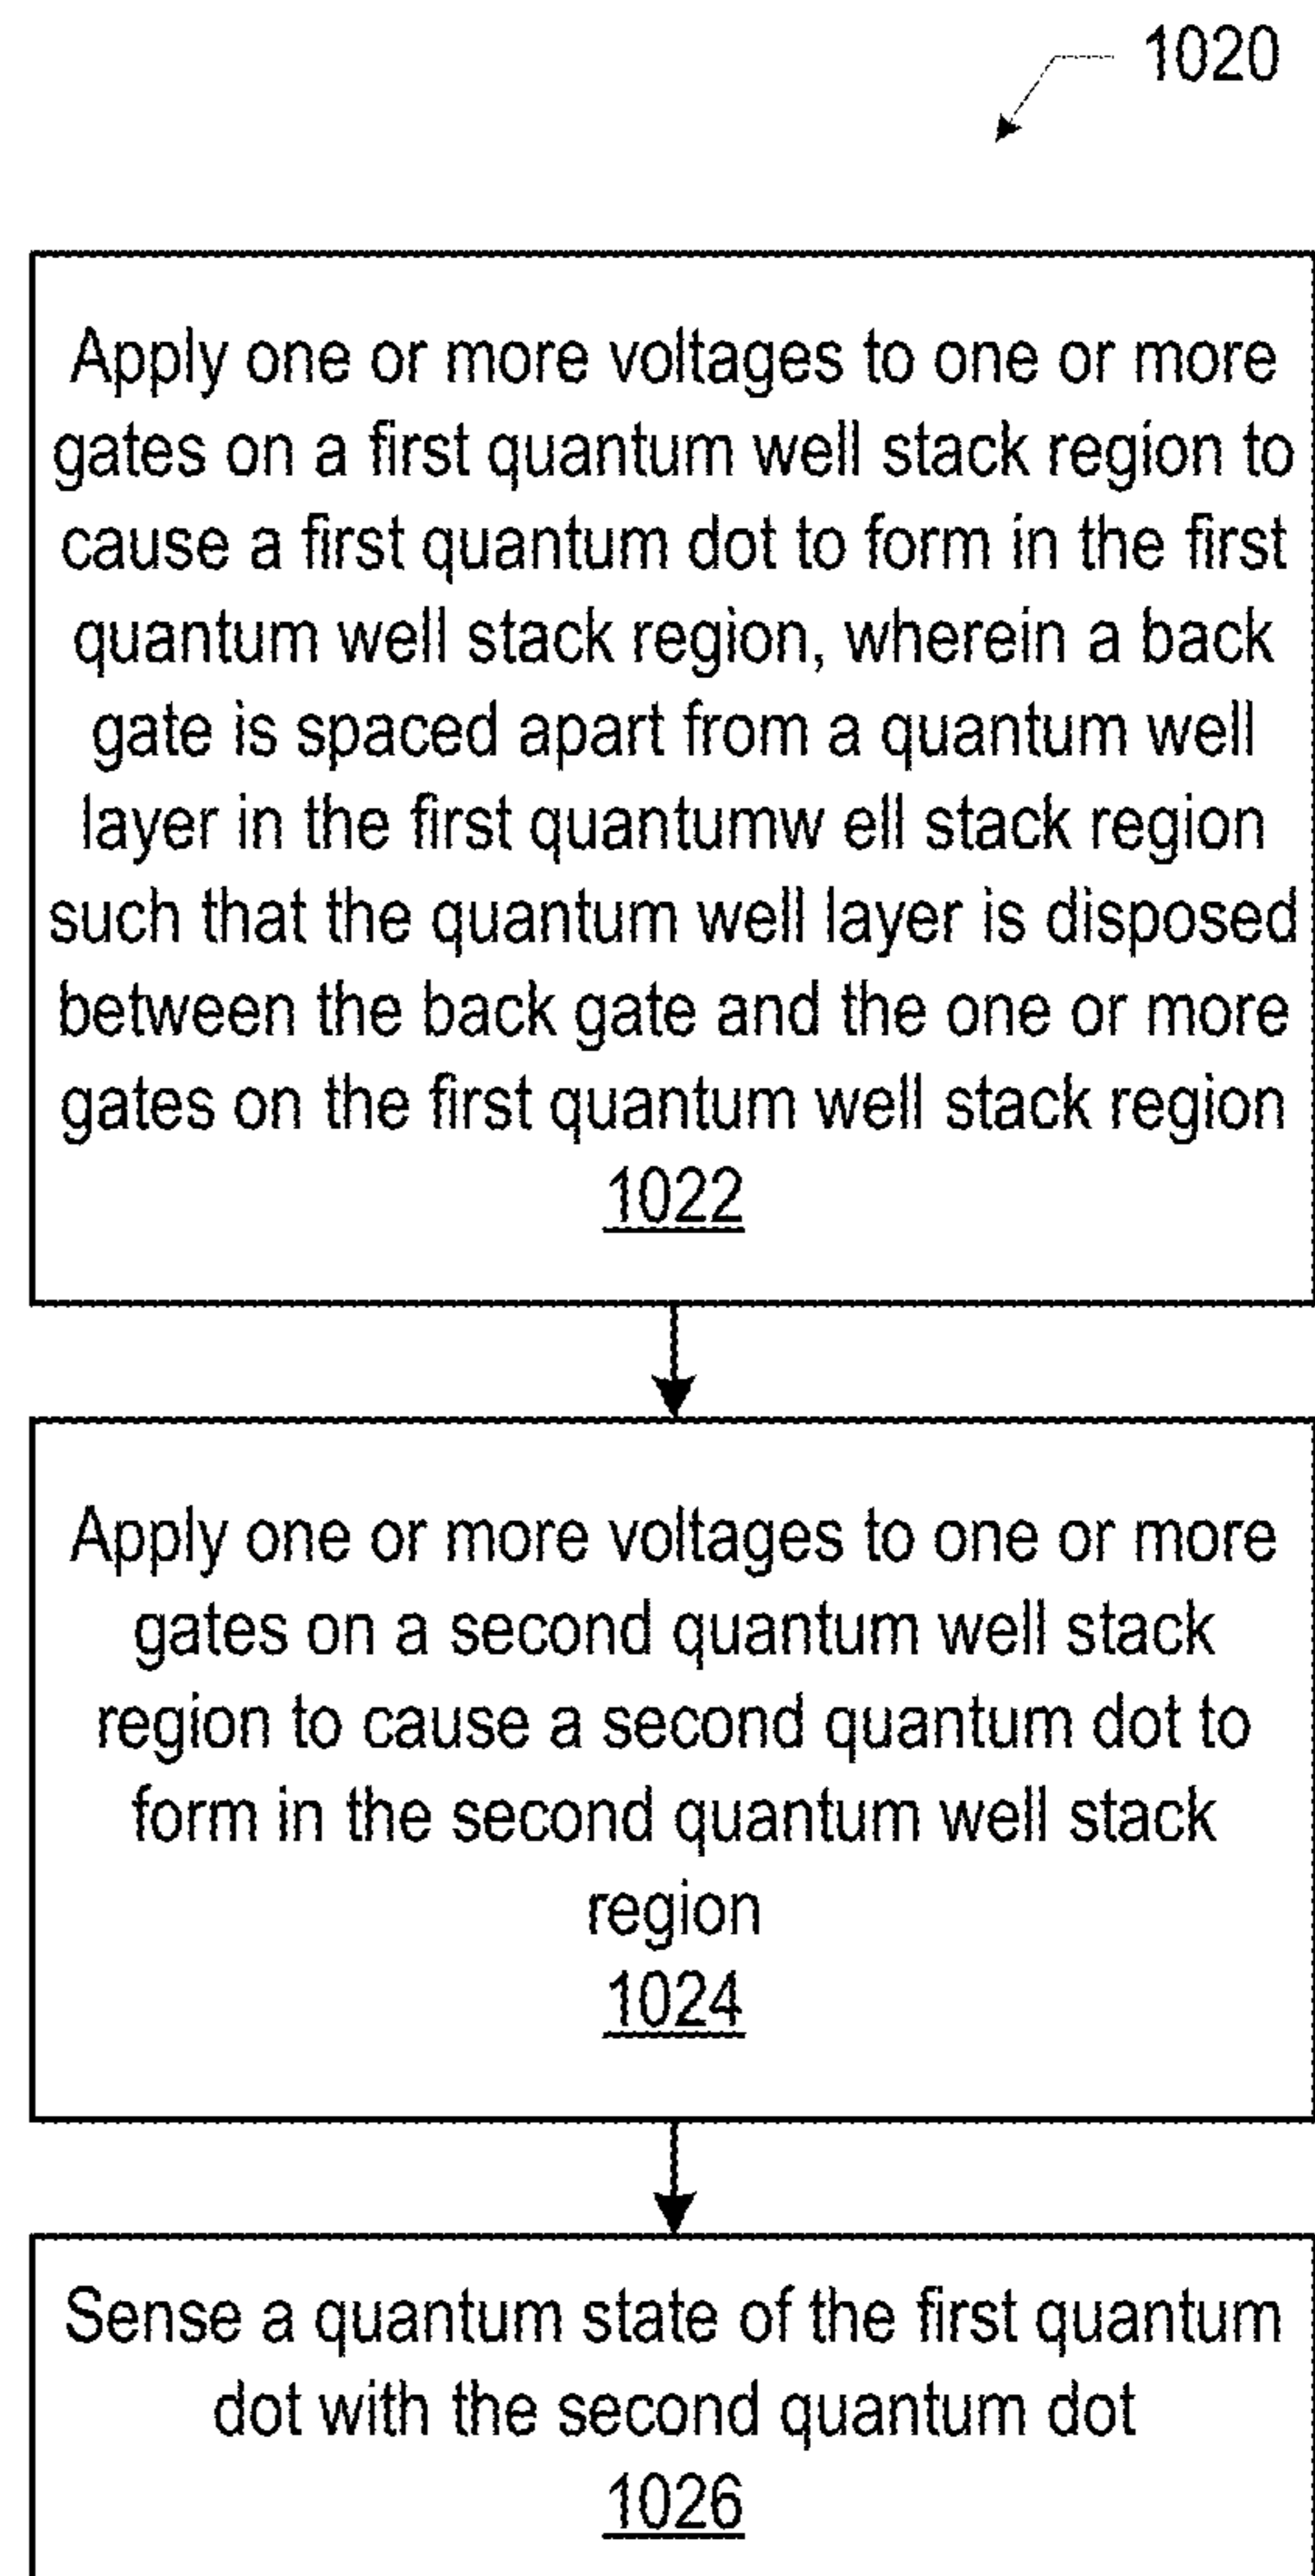 1020
Apply one or more voltages to one or more
gates on a first quantum well stack region to
cause a first quantum dot to form in the first
quantum well stack region, wherein a back
gate is spaced apart from a quantum well
layer in the first quantumw ell stack region
such that the quantum well layer is disposed
between the back gate and the one or more
gates on the first quantum well stack region
1022
Apply one or more voltages to one or more
gates on a second quantum well stack
region to cause a second quantum dot to
form in the second quantum well stack
region
1024
Sense a quantum state of the first quantum
dot with the second quantum dot
1026